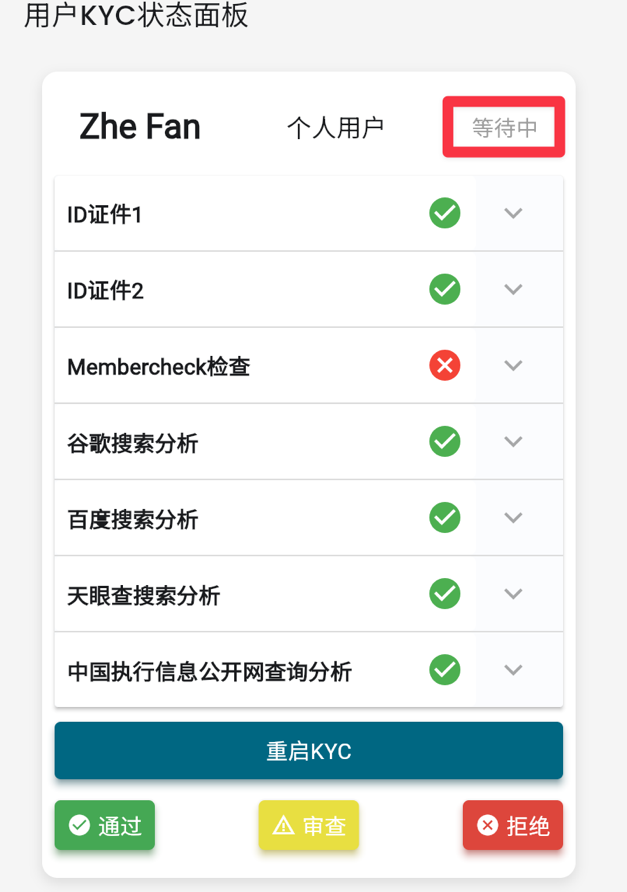 用户KYC状态面板
Zhe Fan 个人用户 等待中
ID证件1
ID证件2
Membercheck检查
谷歌搜索分析
百度搜索分析
天眼查搜索分析
中国执行信息公开网查询分析
重启KYC
通过 审查 拒绝